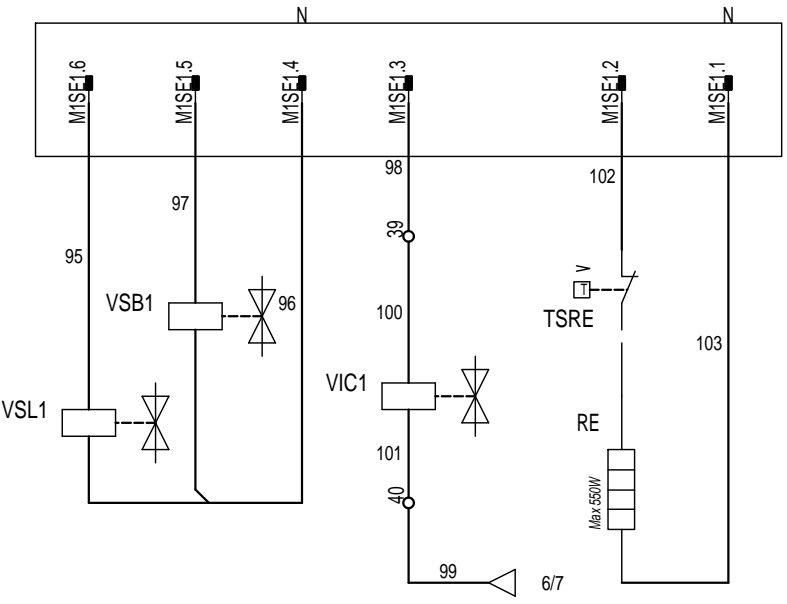 N
N
M1SE1.6
M1SE1.5
M1SE1.4
M1SE1.3
M1SE1.2
M1SE1.1
98
102
97
39
95
V
T
VSB1
96
100
TSRE
103
VIC1
VSL1
RE
101
40
Max 550W
99
6/7